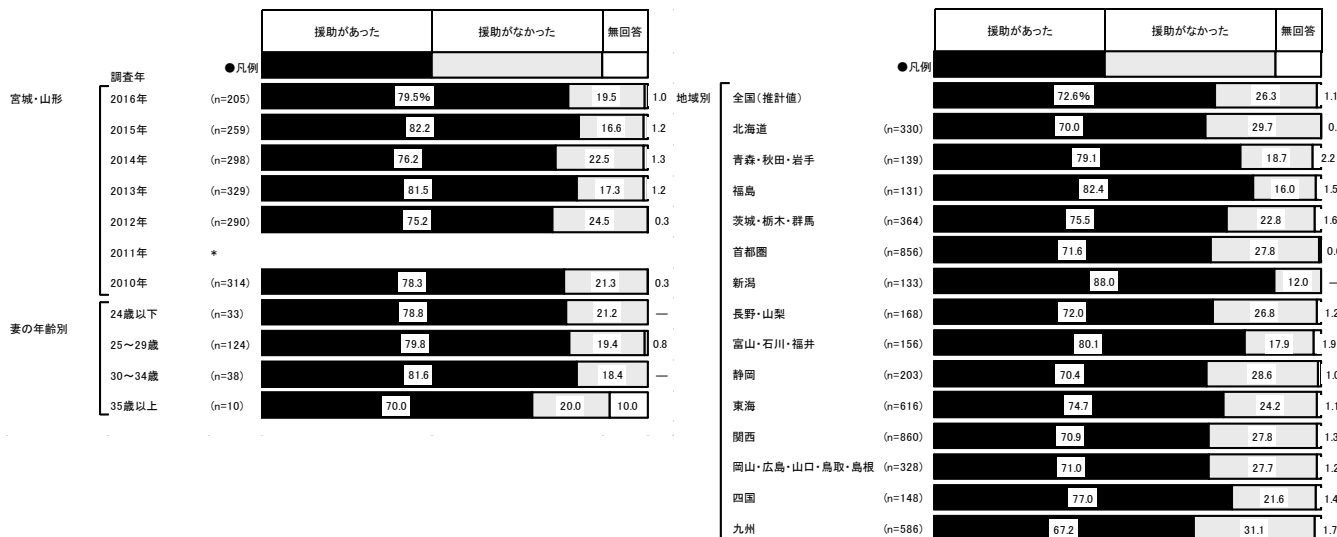 援助があった 援助がなかった 無回答
●凡例
調査年
宮城・山形
2016年 (n=205) 79.5% 19.5 1.0
2015年 (n=259) 82.2 16.6 1.2
2014年 (n=298) 76.2 22.5 1.3
2013年 (n=329) 81.5 17.3 1.2
2012年 (n=290) 75.2 24.5 0.3
2011年 *
2010年 (n=314) 78.3 21.3 0.3
妻の年齢別
24歳以下 (n=33) 78.8 21.2 —
25～29歳 (n=124) 79.8 19.4 0.8
30～34歳 (n=38) 81.6 18.4 —
35歳以上 (n=10) 70.0 20.0 10.0
援助があった 援助がなかった 無回答
●凡例
地域別
全国(推計値) 72.6% 26.3 1.1
北海道 (n=330) 70.0 29.7
青森・秋田・岩手 (n=139) 79.1 18.7 2.2
福島 (n=131) 82.4 16.0 1.5
茨城・栃木・群馬 (n=364) 75.5 22.8 1.6
首都圏 (n=856) 71.6 27.8
新潟 (n=133) 88.0 12.0 —
長野・山梨 (n=168) 72.0 26.8 1.2
富山・石川・福井 (n=156) 80.1 17.9 1.9
静岡 (n=203) 70.4 28.6 1.0
東海 (n=616) 74.7 24.2 1.1
関西 (n=860) 70.9 27.8 1.3
岡山・広島・山口・鳥取・島根 (n=328) 71.0 27.7 1.2
四国 (n=148) 77.0 21.6 1.4
九州 (n=586) 67.2 31.1 1.7